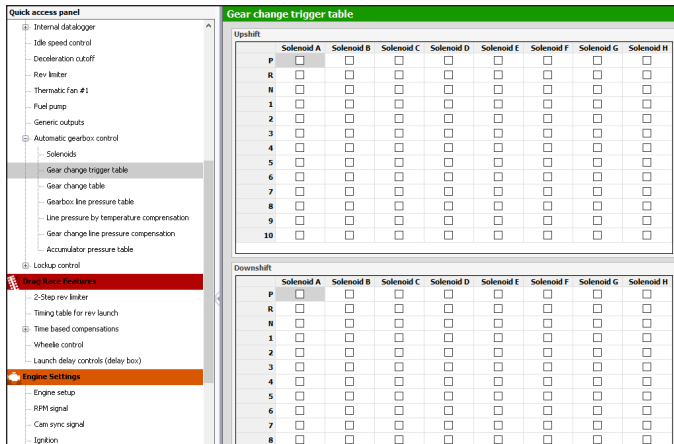 Quick access panel
Internal datalogger
Idle speed control
Deceleration cutoff
Rev limiter
Thermatic fan #1
Fuel pump
Generic outputs
Automatic gearbox control
Solenoids
Gear change trigger table
Gear change table
Gearbox line pressure table
Line pressure by temperature comprensation
Gear change line pressure compensation
Accumulator pressure table
Lockup control
Drag Race Features
2-Step rev limiter
Timing table for rev launch
Time based compensations
Wheelie control
Launch delay controls (delay box)
Engine Settings
Engine setup
RPM signal
Cam sync signal
Ignition
Gear change trigger table
Upshift
Solenoid A Solenoid B Solenoid C Solenoid D Solenoid E Solenoid F Solenoid G Solenoid H
P
R
N
1
2
3
4
5
6
7
8
9
10
Downshift
Solenoid A Solenoid B Solenoid C Solenoid D Solenoid E Solenoid F Solenoid G Solenoid H
P
R
N
1
2
3
4
5
6
7
8